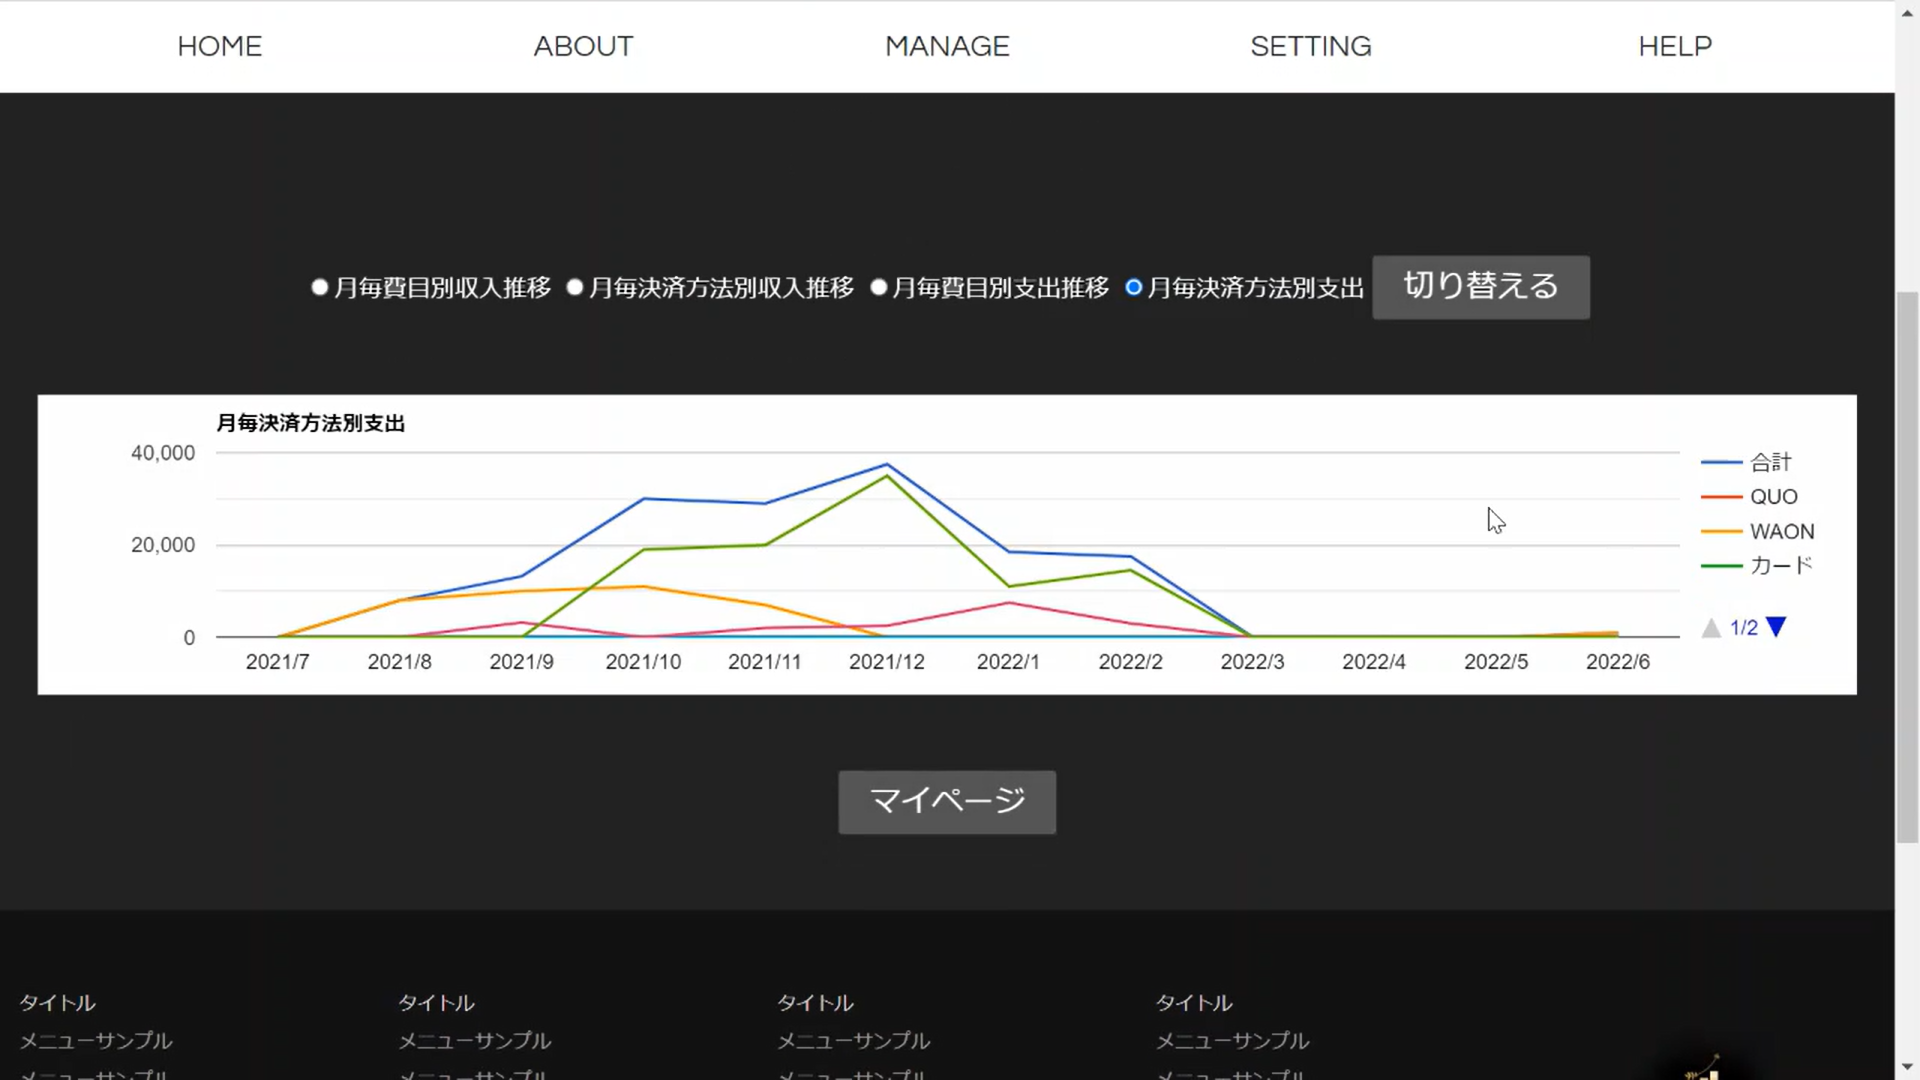 HOME ABOUT MANAGE SETTING HELP
月毎費目別収入推移 月毎決済方法別収入推移 月毎費目別支出推移 月毎決済方法別支出 切り替える
月毎決済方法別支出
40,000
20,000
0
2021/7 2021/8 2021/9 2021/10 2021/11 2021/12 2022/1 2022/2 2022/3 2022/4 2022/5 2022/6
合計
QUO
WAON
カード
1/2
マイページ
タイトル タイトル タイトル タイトル
メニューサンプル メニューサンプル メニューサンプル メニューサンプル